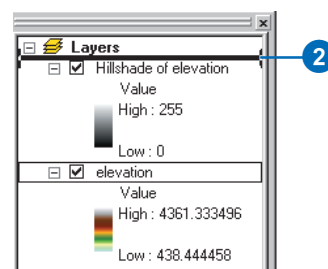 Layers
2
Hillshade of elevation
Value
High : 255
Low : 0
elevation
Value
High : 4361.333496
Low : 438.444458